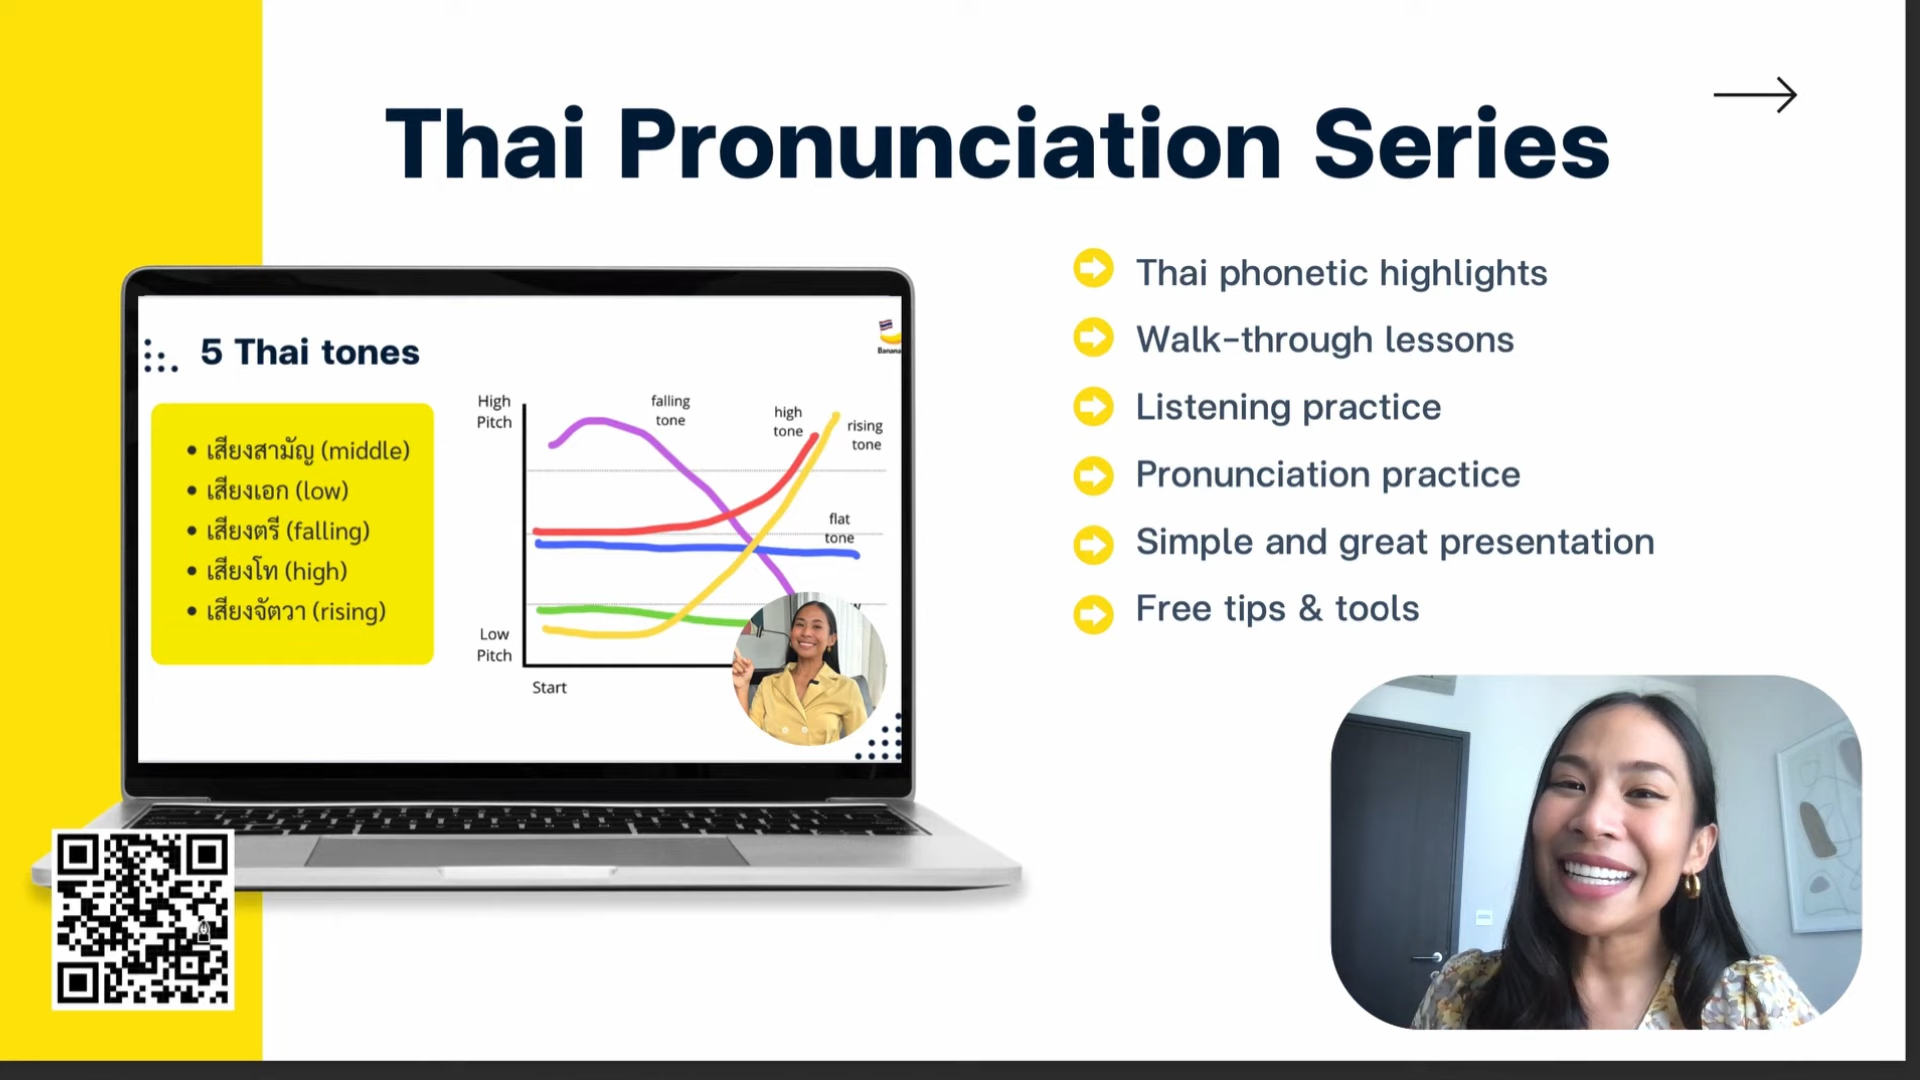 Thai Pronunciation Series
5 Thai tones
Banana
เสียงสามัญ (middle)
เสียงเอก (low)
เสียงตรี (falling)
เสียงโท (high)
เสียงจัตวา (rising)
High
Pitch
falling
tone
high
tone
rising
tone
flat
tone
Low
Pitch
Start
Thai phonetic highlights
Walk-through lessons
Listening practice
Pronunciation practice
Simple and great presentation
Free tips & tools